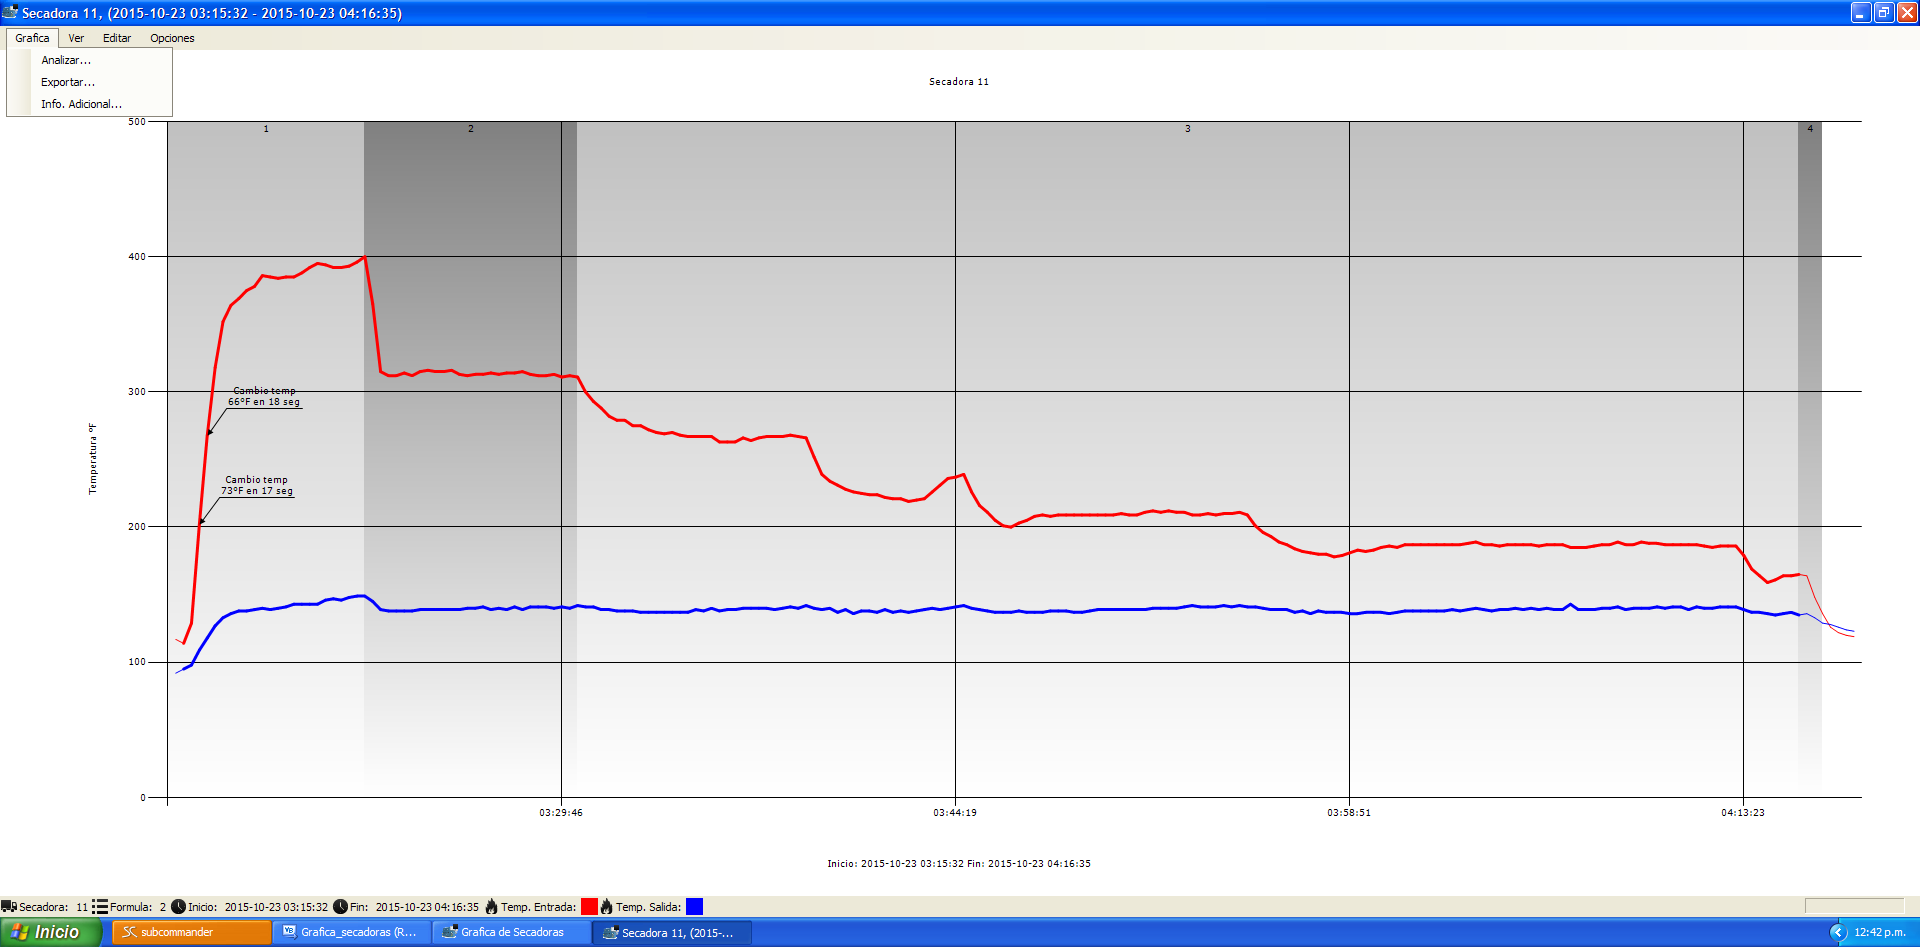 Secadora 11, (2015-10-23 03:15:32 - 2015-10-23 04:16:35)
Grafica Ver Editar Opciones
Analizar...
Exportar...
Info. Adicional...
Secadora 11
1 2 3 4
500
400
300
200
100
0
Temperatura ºF
Cambio temp
66ºF en 18 seg
Cambio temp
73ºF en 17 seg
03:29:46 03:44:19 03:58:51 04:13:23
Inicio: 2015-10-23 03:15:32 Fin: 2015-10-23 04:16:35
Secadora: 11 Formula: 2 Inicio: 2015-10-23 03:15:32 Fin: 2015-10-23 04:16:35 Temp. Entrada: Temp. Salida:
Inicio SC subcommander VB Grafica_secadoras (R... Grafica de Secadoras Secadora 11, (2015-... 12:42 p.m.